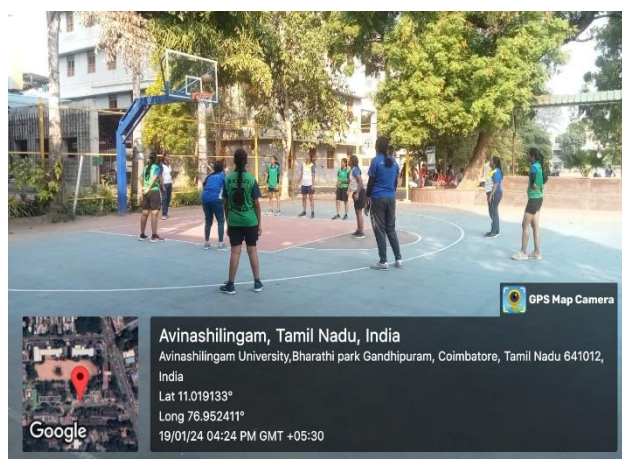 GPS Map Camera
Avinashilingam, Tamil Nadu, India
Avinashilingam University,Bharathi park Gandhipuram, Coimbatore, Tamil Nadu 641012,
India
Lat 11.019133°
Long 76.952411°
19/01/24 04:24 PM GMT +05:30
Google